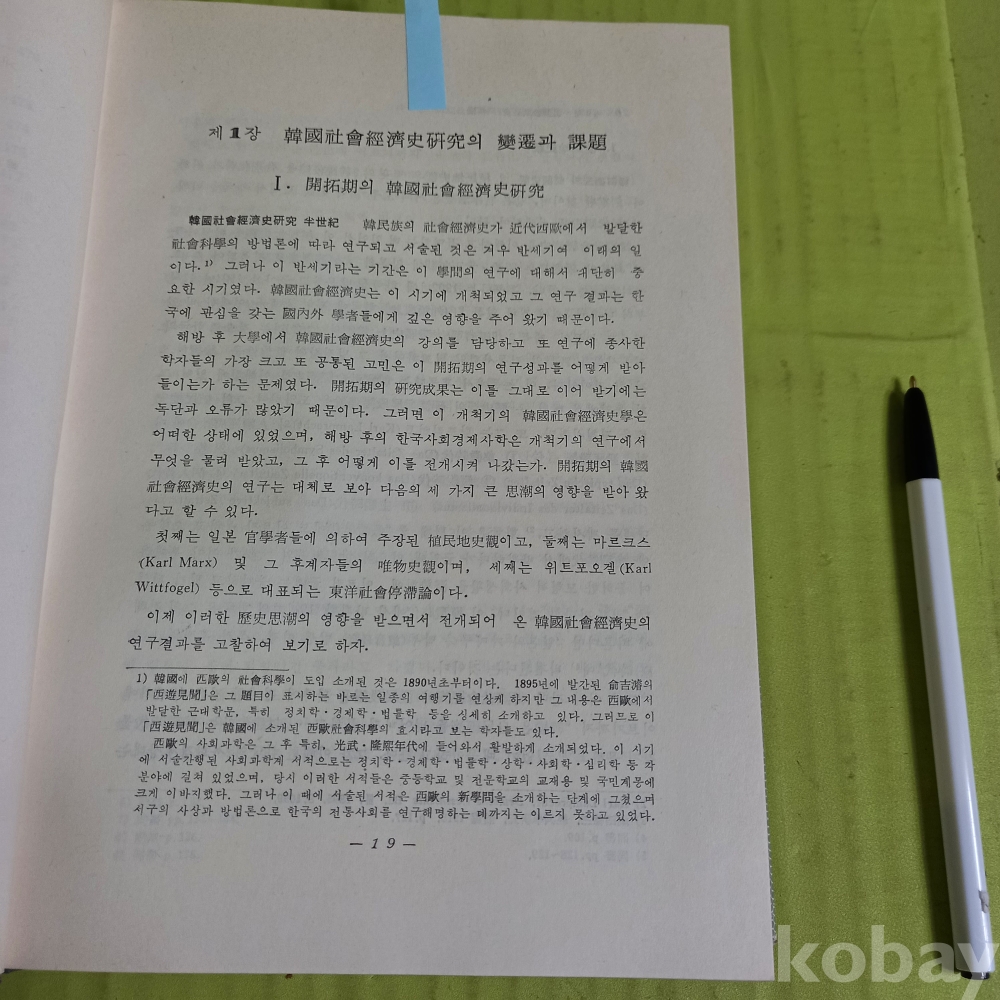 제1장 韓國社會經濟史硏究의 變遷과 課題
I. 開拓期의 韓國社會經濟史硏究
韓國社會經濟史硏究 半世紀 韓民族의 社會經濟史가 近代西歐에서 발달한
社會科學의 방법론에 따라 연구되고 서술된 것은 겨우 반세기여 이래의 일
이다.1) 그러나 이 반세기라는 기간은 이 學問의 연구에 대해서 대단히 중
요한 시기였다. 韓國社會經濟史는 이 시기에 개척되었고 그 연구 결과는 한
국에 관심을 갖는 國內外 學者들에게 깊은 영향을 주어 왔기 때문이다.
해방 후 大學에서 韓國社會經濟史의 강의를 담당하고 또 연구에 종사한
학자들의 가장 크고 또 공통된 고민은 이 開拓期의 연구성과를 어떻게 받아
들이는가 하는 문제였다. 開拓期의 硏究成果는 이를 그대로 이어 받기에는
독단과 오류가 많았기 때문이다. 그러면 이 개척기의 韓國社會經濟史學은
어떠한 상태에 있었으며, 해방 후의 한국사회경제사학은 개척기의 연구에서
무엇을 물려 받았고, 그 후 어떻게 이를 전개시켜 나갔는가. 開拓期의 韓國
社會經濟史의 연구는 대체로 보아 다음의 세 가지 큰 思潮의 영향을 받아 왔
다고 할 수 있다.
첫째는 일본 官學者들에 의하여 주장된 植民地史觀이고, 둘째는 마르크스
(Karl Marx) 및 그 후계자들의 唯物史觀이며, 세째는 위트포오겔(Karl
Wittfogel) 등으로 대표되는 東洋社會停滯論이다.
이제 이러한 歷史思潮의 영향을 받으면서 전개되어 온 韓國社會經濟史의
연구결과를 고찰하여 보기로 하자.
1) 韓國에 西歐의 社會科學이 도입 소개된 것은 1890년초부터이다. 1895년에 발간된 兪吉濬의
「西遊見聞」은 그 題目이 표시하는 바로는 일종의 여행기를 연상케 하지만 그 내용은 西歐에서
발달한 근대학문, 특히 정치학·경제학·법률학 등을 상세히 소개하고 있다. 그러므로 이
「西遊見聞」은 韓國에 소개된 西歐社會科學의 효시라고 보는 학자들도 있다.
西歐의 사회과학은 그 후 특히, 光武·隆熙年代에 들어와서 활발하게 소개되었다. 이 시기
에 서술간행된 사회과학계 서적으로는 정치학·경제학·법률학·상학·사회학·심리학 등 각
분야에 걸쳐 있었으며, 당시 이러한 서적들은 중등학교 및 전문학교의 교재용 및 국민계몽에
크게 이바지했다. 그러나 이 때에 서술된 서적은 西歐의 新學問을 소개하는 단계에 그쳤으며
서구의 사상과 방법론으로 한국의 전통사회를 연구해명하는 데까지는 이르지 못하고 있었다.
— 19 —
kobay